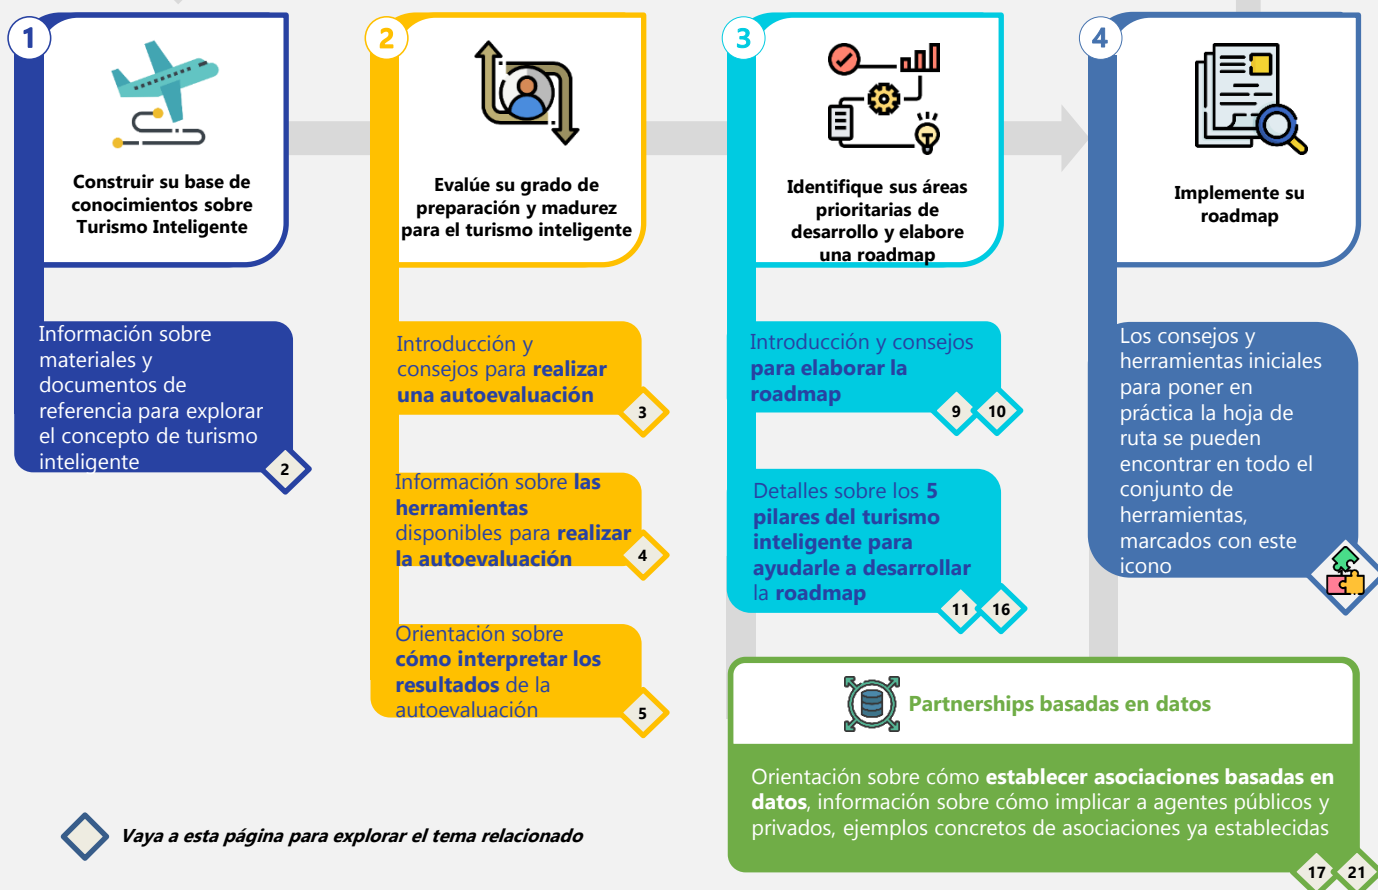 1
Construir su base de
conocimientos sobre
Turismo Inteligente
Información sobre
materiales y
documentos de
referencia para explorar
el concepto de turismo
inteligente
2
2
Evalúe su grado de
preparación y madurez
para el turismo inteligente
Introducción y
consejos para realizar
una autoevaluación
3
Información sobre las
herramientas
disponibles para realizar
la autoevaluación
4
Orientación sobre
cómo interpretar los
resultados de la
autoevaluación
5
3
Identifique sus áreas
prioritarias de
desarrollo y elabore
una roadmap
Introducción y consejos
para elaborar la
roadmap
9 10
Detalles sobre los 5
pilares del turismo
inteligente para
ayudarle a desarrollar
la roadmap
11 16
4
Implemente su
roadmap
Los consejos y
herramientas iniciales
para poner en
práctica la hoja de
ruta se pueden
encontrar en todo el
conjunto de
herramientas,
marcados con este
icono
Partnerships basadas en datos
Orientación sobre cómo establecer asociaciones basadas en
datos, información sobre cómo implicar a agentes públicos y
privados, ejemplos concretos de asociaciones ya establecidas
17 21
Vaya a esta página para explorar el tema relacionado